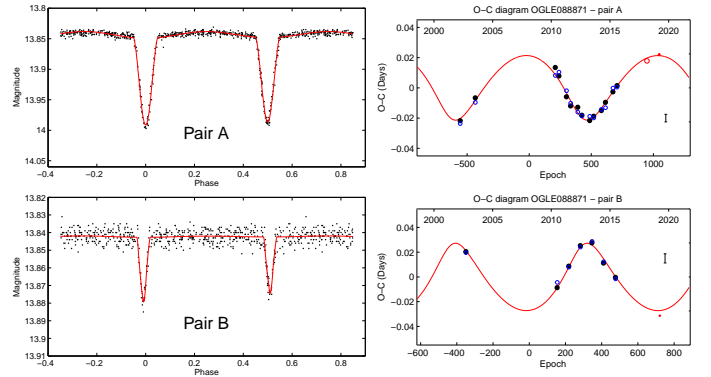 13.8
13.85
13.9
13.95
14
14.05
Magnitude
Pair A
−0.4 −0.2 0 0.2 0.4 0.6 0.8
Phase
O−C diagram OGLE088871 − pair A
2000 2005 2010 2015 2020
0.04
0.02
0
−0.02
−0.04
O−C (Days)
−500 0 500 1000
Epoch
13.82
13.83
13.84
13.85
13.86
13.87
13.88
13.89
13.9
13.91
Magnitude
Pair B
−0.4 −0.2 0 0.2 0.4 0.6 0.8
Phase
O−C diagram OGLE088871 − pair B
2000 2005 2010 2015 2020
0.04
0.02
0
−0.02
−0.04
O−C (Days)
−600 −400 −200 0 200 400 600 800
Epoch